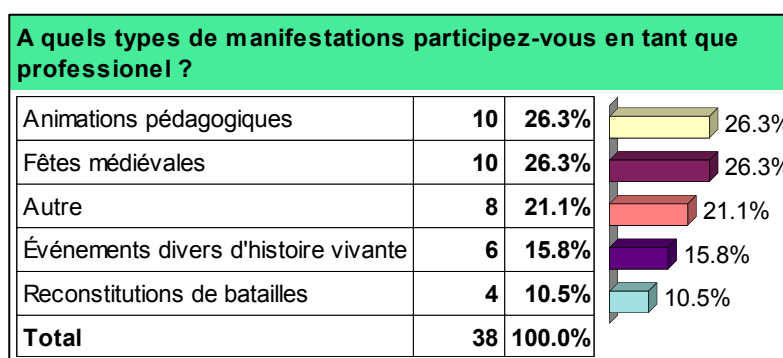 A quels types de manifestations participez-vous en tant que
professionel ?
Animations pédagogiques 10 26.3% 26.3%
Fêtes médiévales 10 26.3% 26.3%
Autre 8 21.1% 21.1%
Événements divers d'histoire vivante 6 15.8% 15.8%
Reconstitutions de batailles 4 10.5% 10.5%
Total 38 100.0%